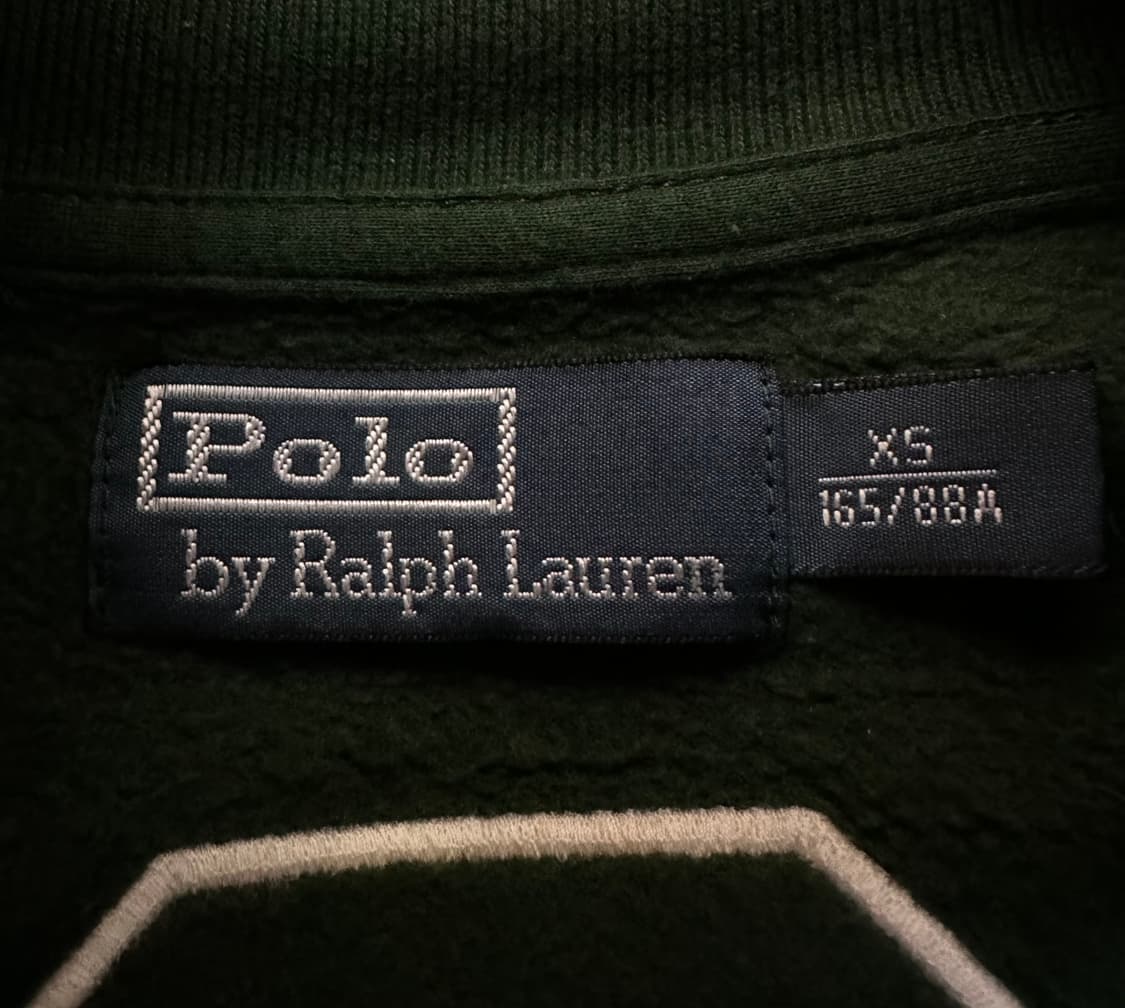 Polo
by Ralph Lauren
XS
165/88A